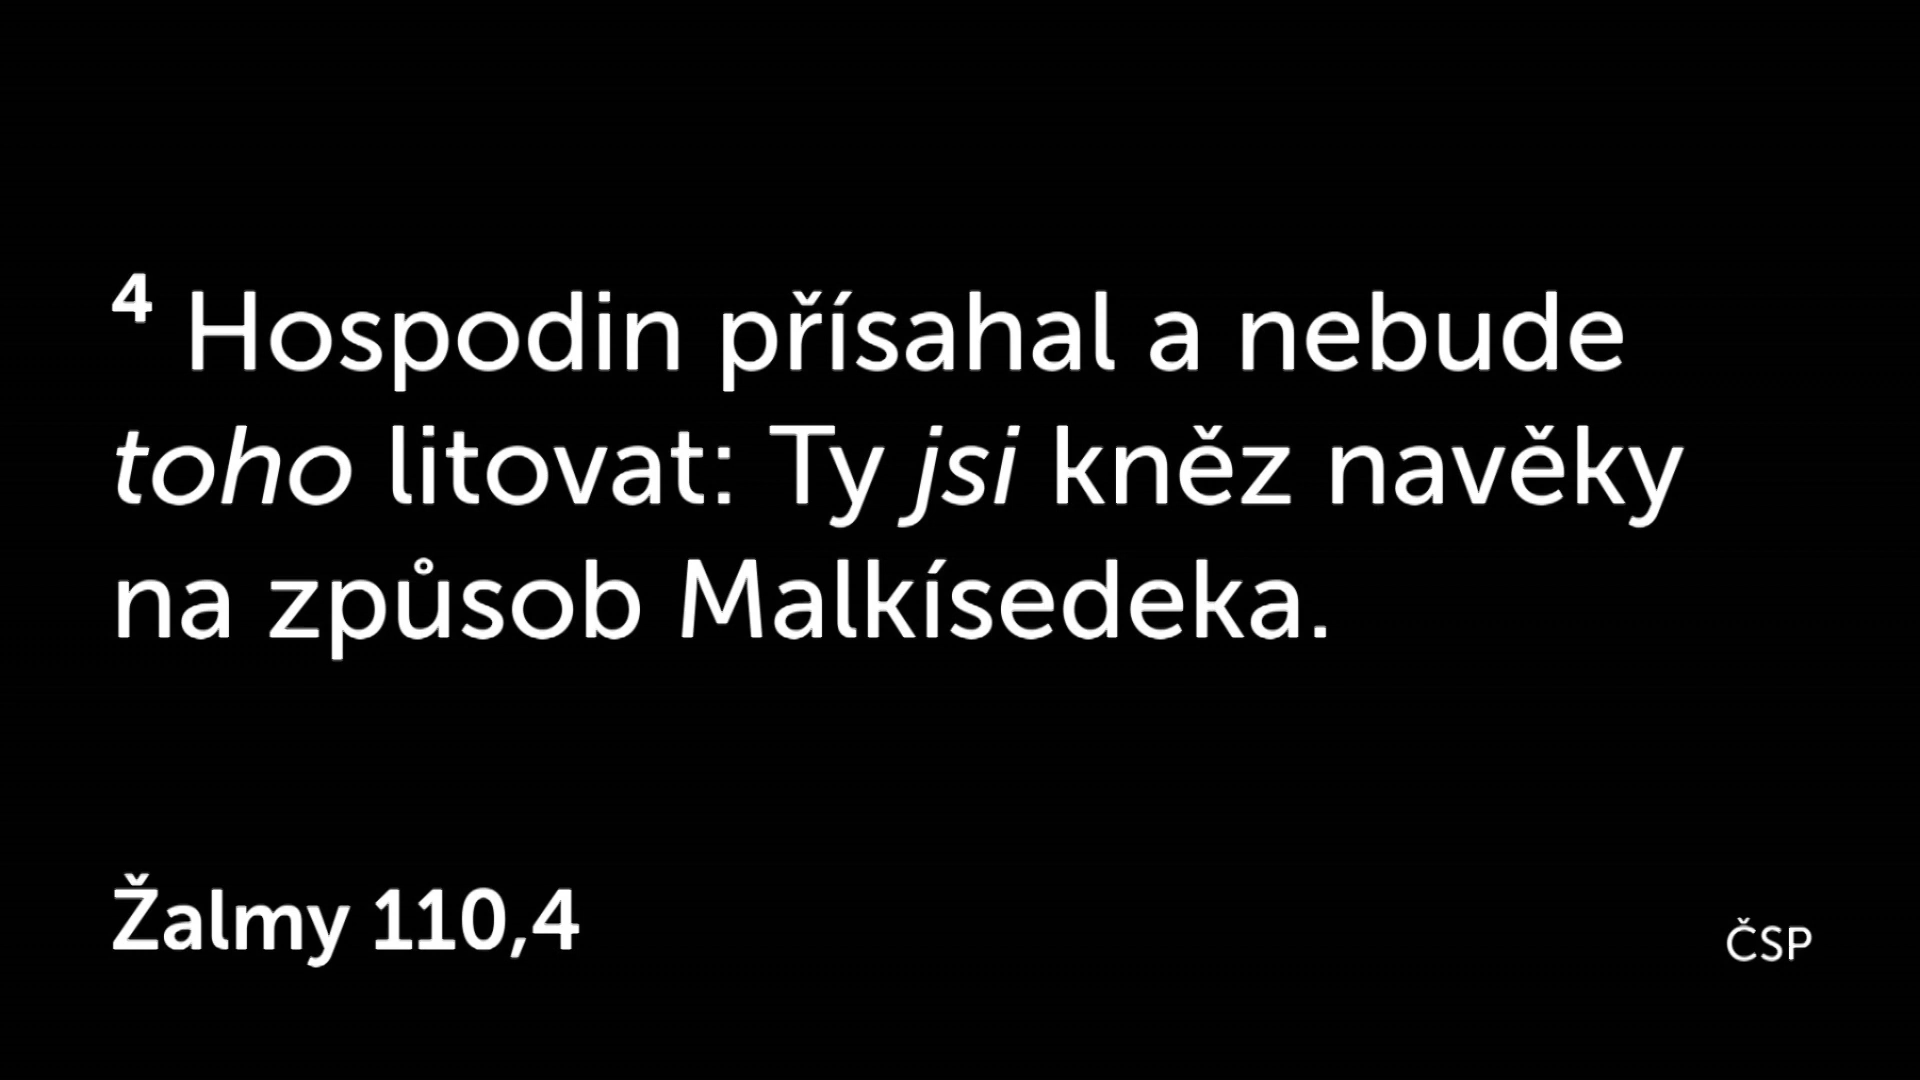 ⁴ Hospodin přísahal a nebude
toho litovat: Ty jsi kněz navěky
na způsob Malkísedeka.
Žalmy 110,4
ČSP